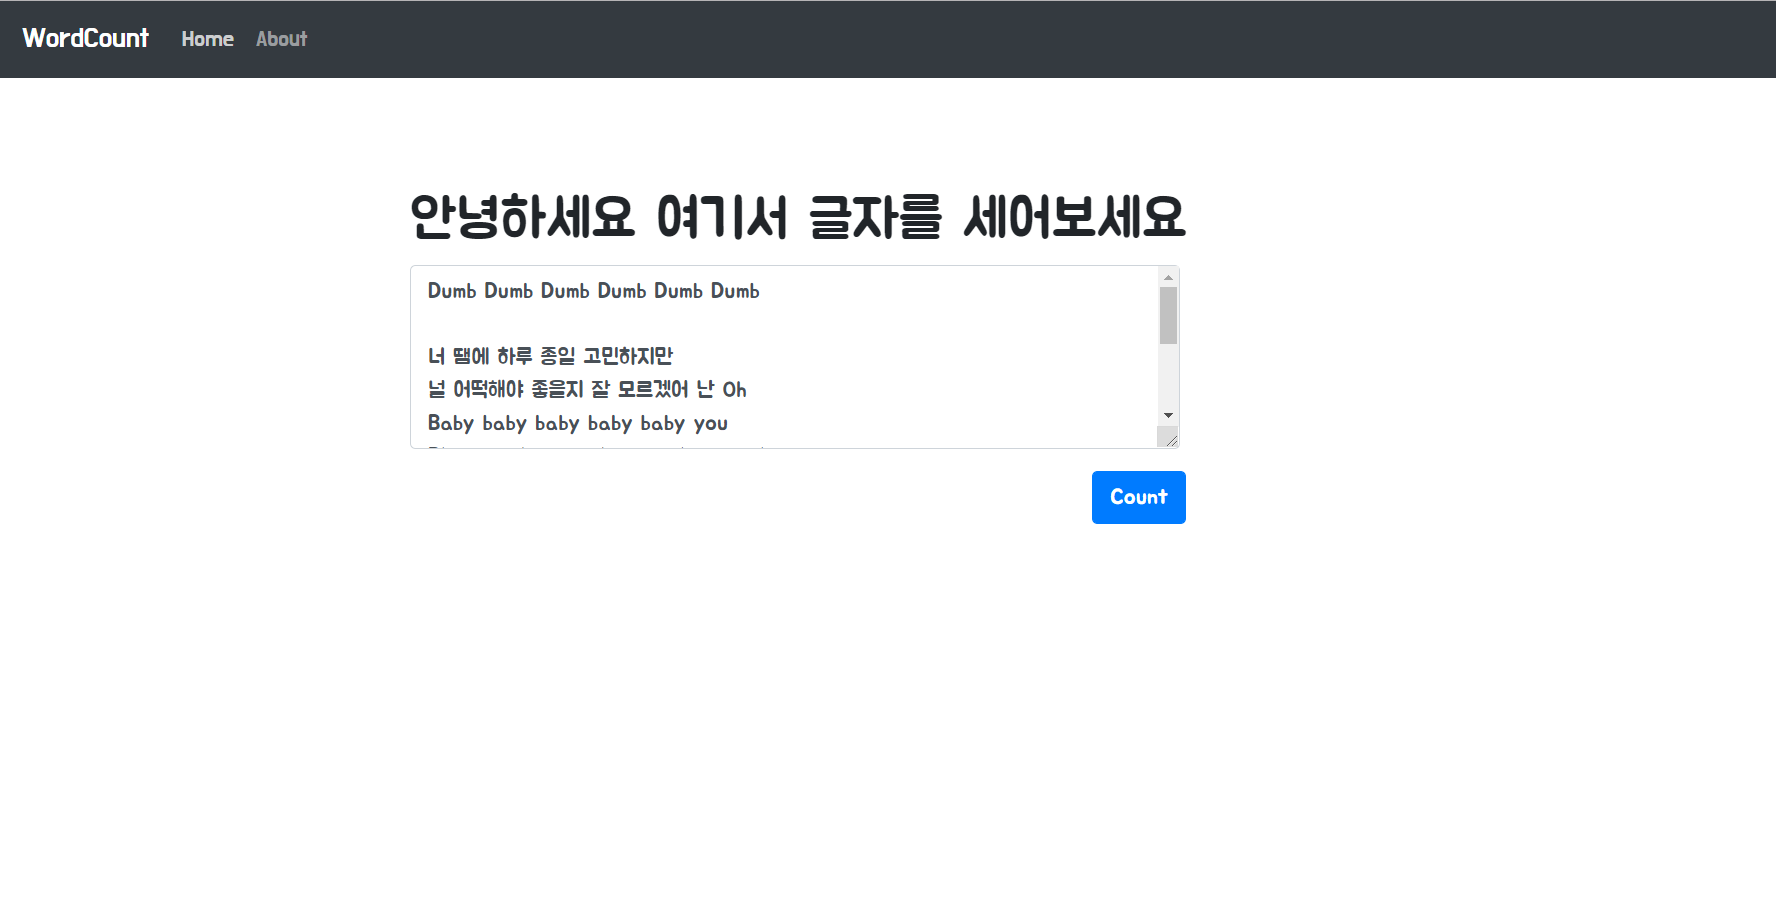 WordCount Home About
안녕하세요 여기서 글자를 세어보세요
Dumb Dumb Dumb Dumb Dumb Dumb
너 땜에 하루 종일 고민하지만
널 어떡해야 좋을지 잘 모르겠어 난 Oh
Baby baby baby baby baby you
Count